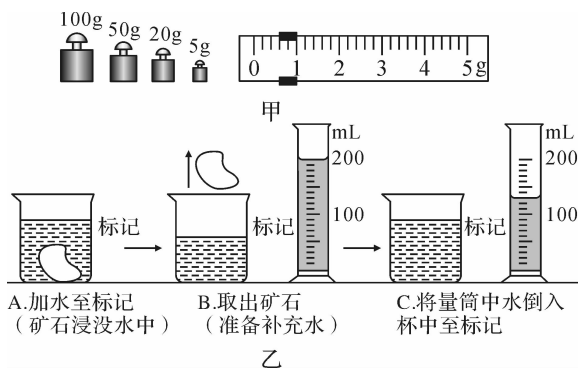 100g
50g
20g
5g
0 1 2 3 4 5g
甲
mL
200
100
mL
200
100
标记
标记
标记
A.加水至标记
（矿石浸没水中）
B.取出矿石
（准备补充水）
C.将量筒中水倒入
杯中至标记
乙